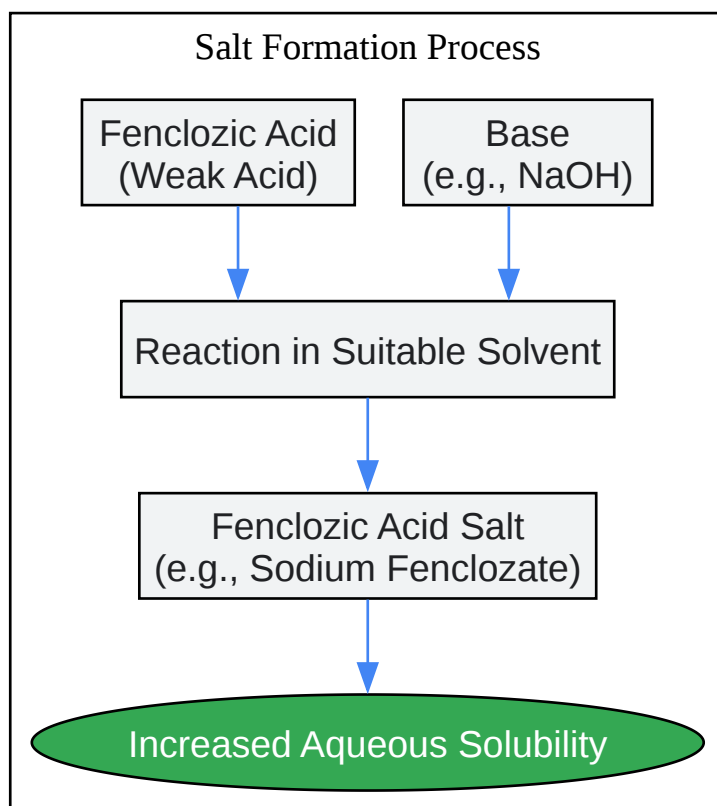 Salt Formation Process
Fenclozic Acid
(Weak Acid)
Base
(e.g., NaOH)
Reaction in Suitable Solvent
Fenclozic Acid Salt
(e.g., Sodium Fenclozate)
Increased Aqueous Solubility